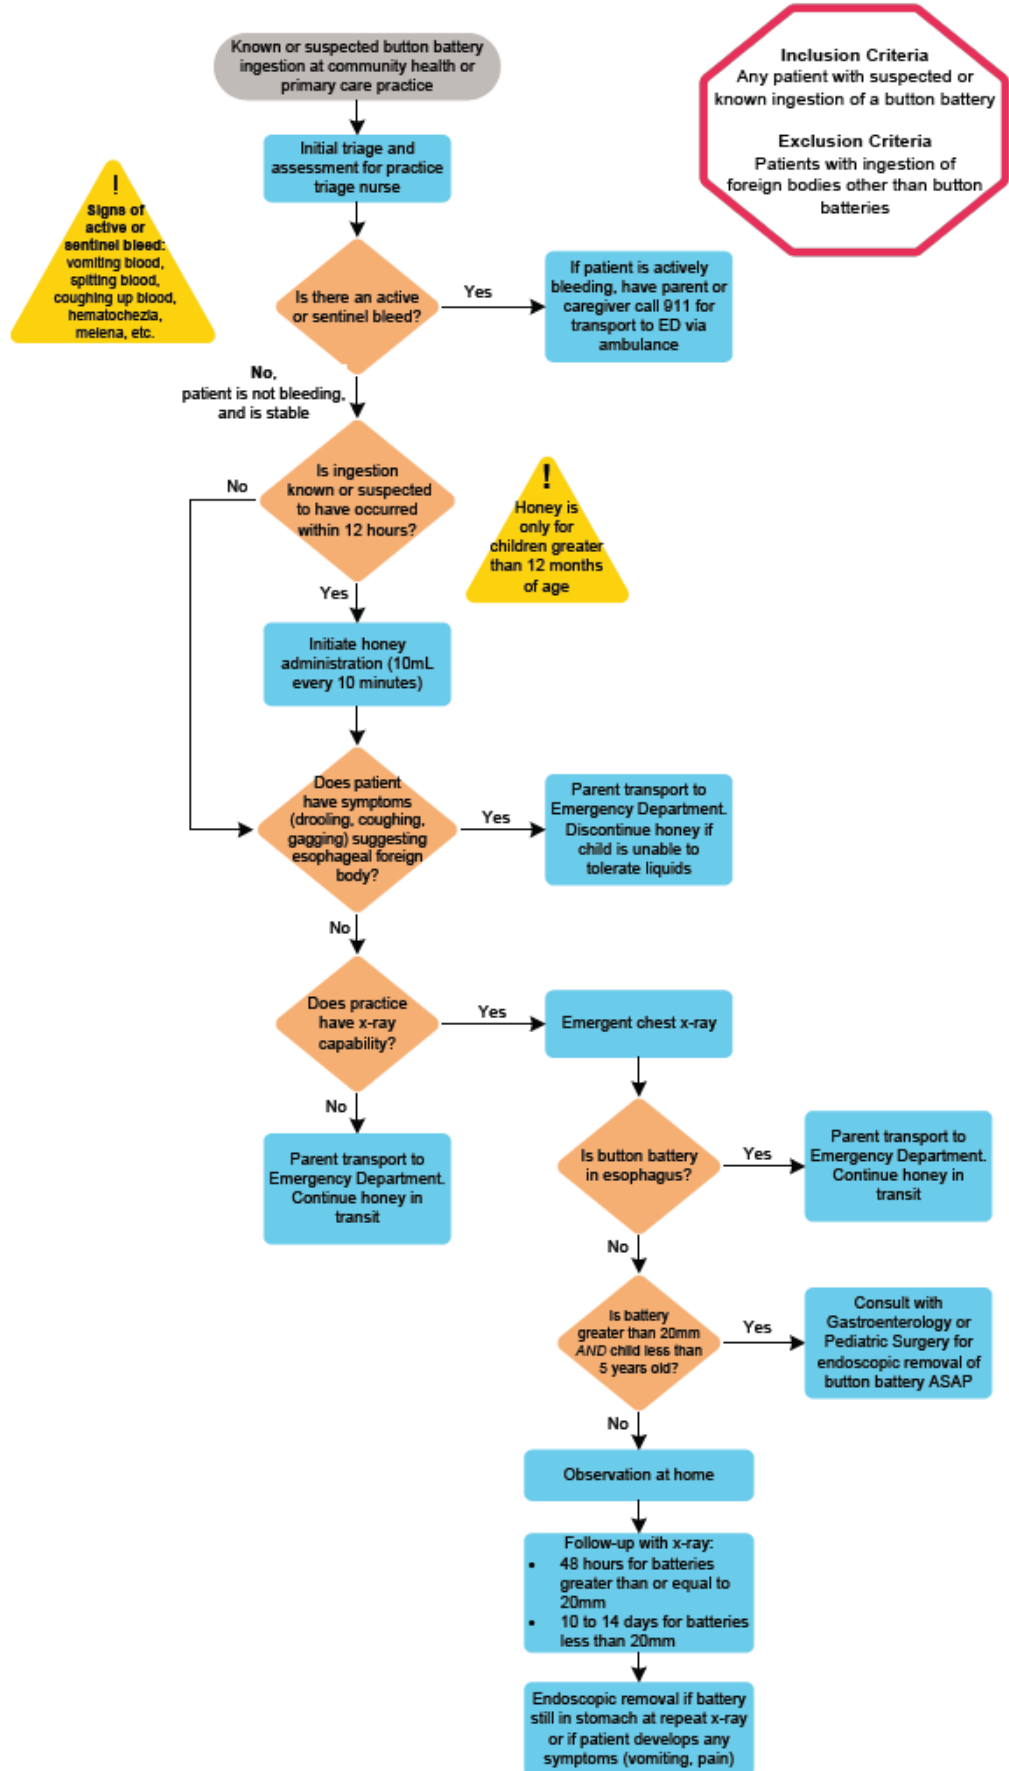 Known or suspected button battery
ingestion at community health or
primary care practice
Inclusion Criteria
Any patient with suspected or
known ingestion of a button battery
Exclusion Criteria
Patients with ingestion of
foreign bodies other than button
batteries
Initial triage and
assessment for practice
triage nurse
!
Signs of
active or
sentinel bleed:
vomiting blood,
spitting blood,
coughing up blood,
hematochezia,
melena, etc.
Is there an active
or sentinel bleed?
Yes
If patient is actively
bleeding, have parent or
caregiver call 911 for
transport to ED via
ambulance
No,
patient is not bleeding,
and is stable
Is ingestion
known or suspected
to have occurred
within 12 hours?
No
!
Honey is
only for
children greater
than 12 months
of age
Yes
Initiate honey
administration (10mL
every 10 minutes)
Does patient
have symptoms
(drooling, coughing,
gagging) suggesting
esophageal foreign
body?
Yes
Parent transport to
Emergency Department.
Discontinue honey if
child is unable to
tolerate liquids
No
Does practice
have x-ray
capability?
Yes
Emergent chest x-ray
No
Parent transport to
Emergency Department.
Continue honey in
transit
Is button battery
in esophagus?
Yes
Parent transport to
Emergency Department.
Continue honey in
transit
No
Is battery
greater than 20mm
AND child less than
5 years old?
Yes
Consult with
Gastroenterology or
Pediatric Surgery for
endoscopic removal of
button battery ASAP
No
Observation at home
Follow-up with x-ray:
• 48 hours for batteries
greater than or equal to
20mm
• 10 to 14 days for batteries
less than 20mm
Endoscopic removal if battery
still in stomach at repeat x-ray
or if patient develops any
symptoms (vomiting, pain)